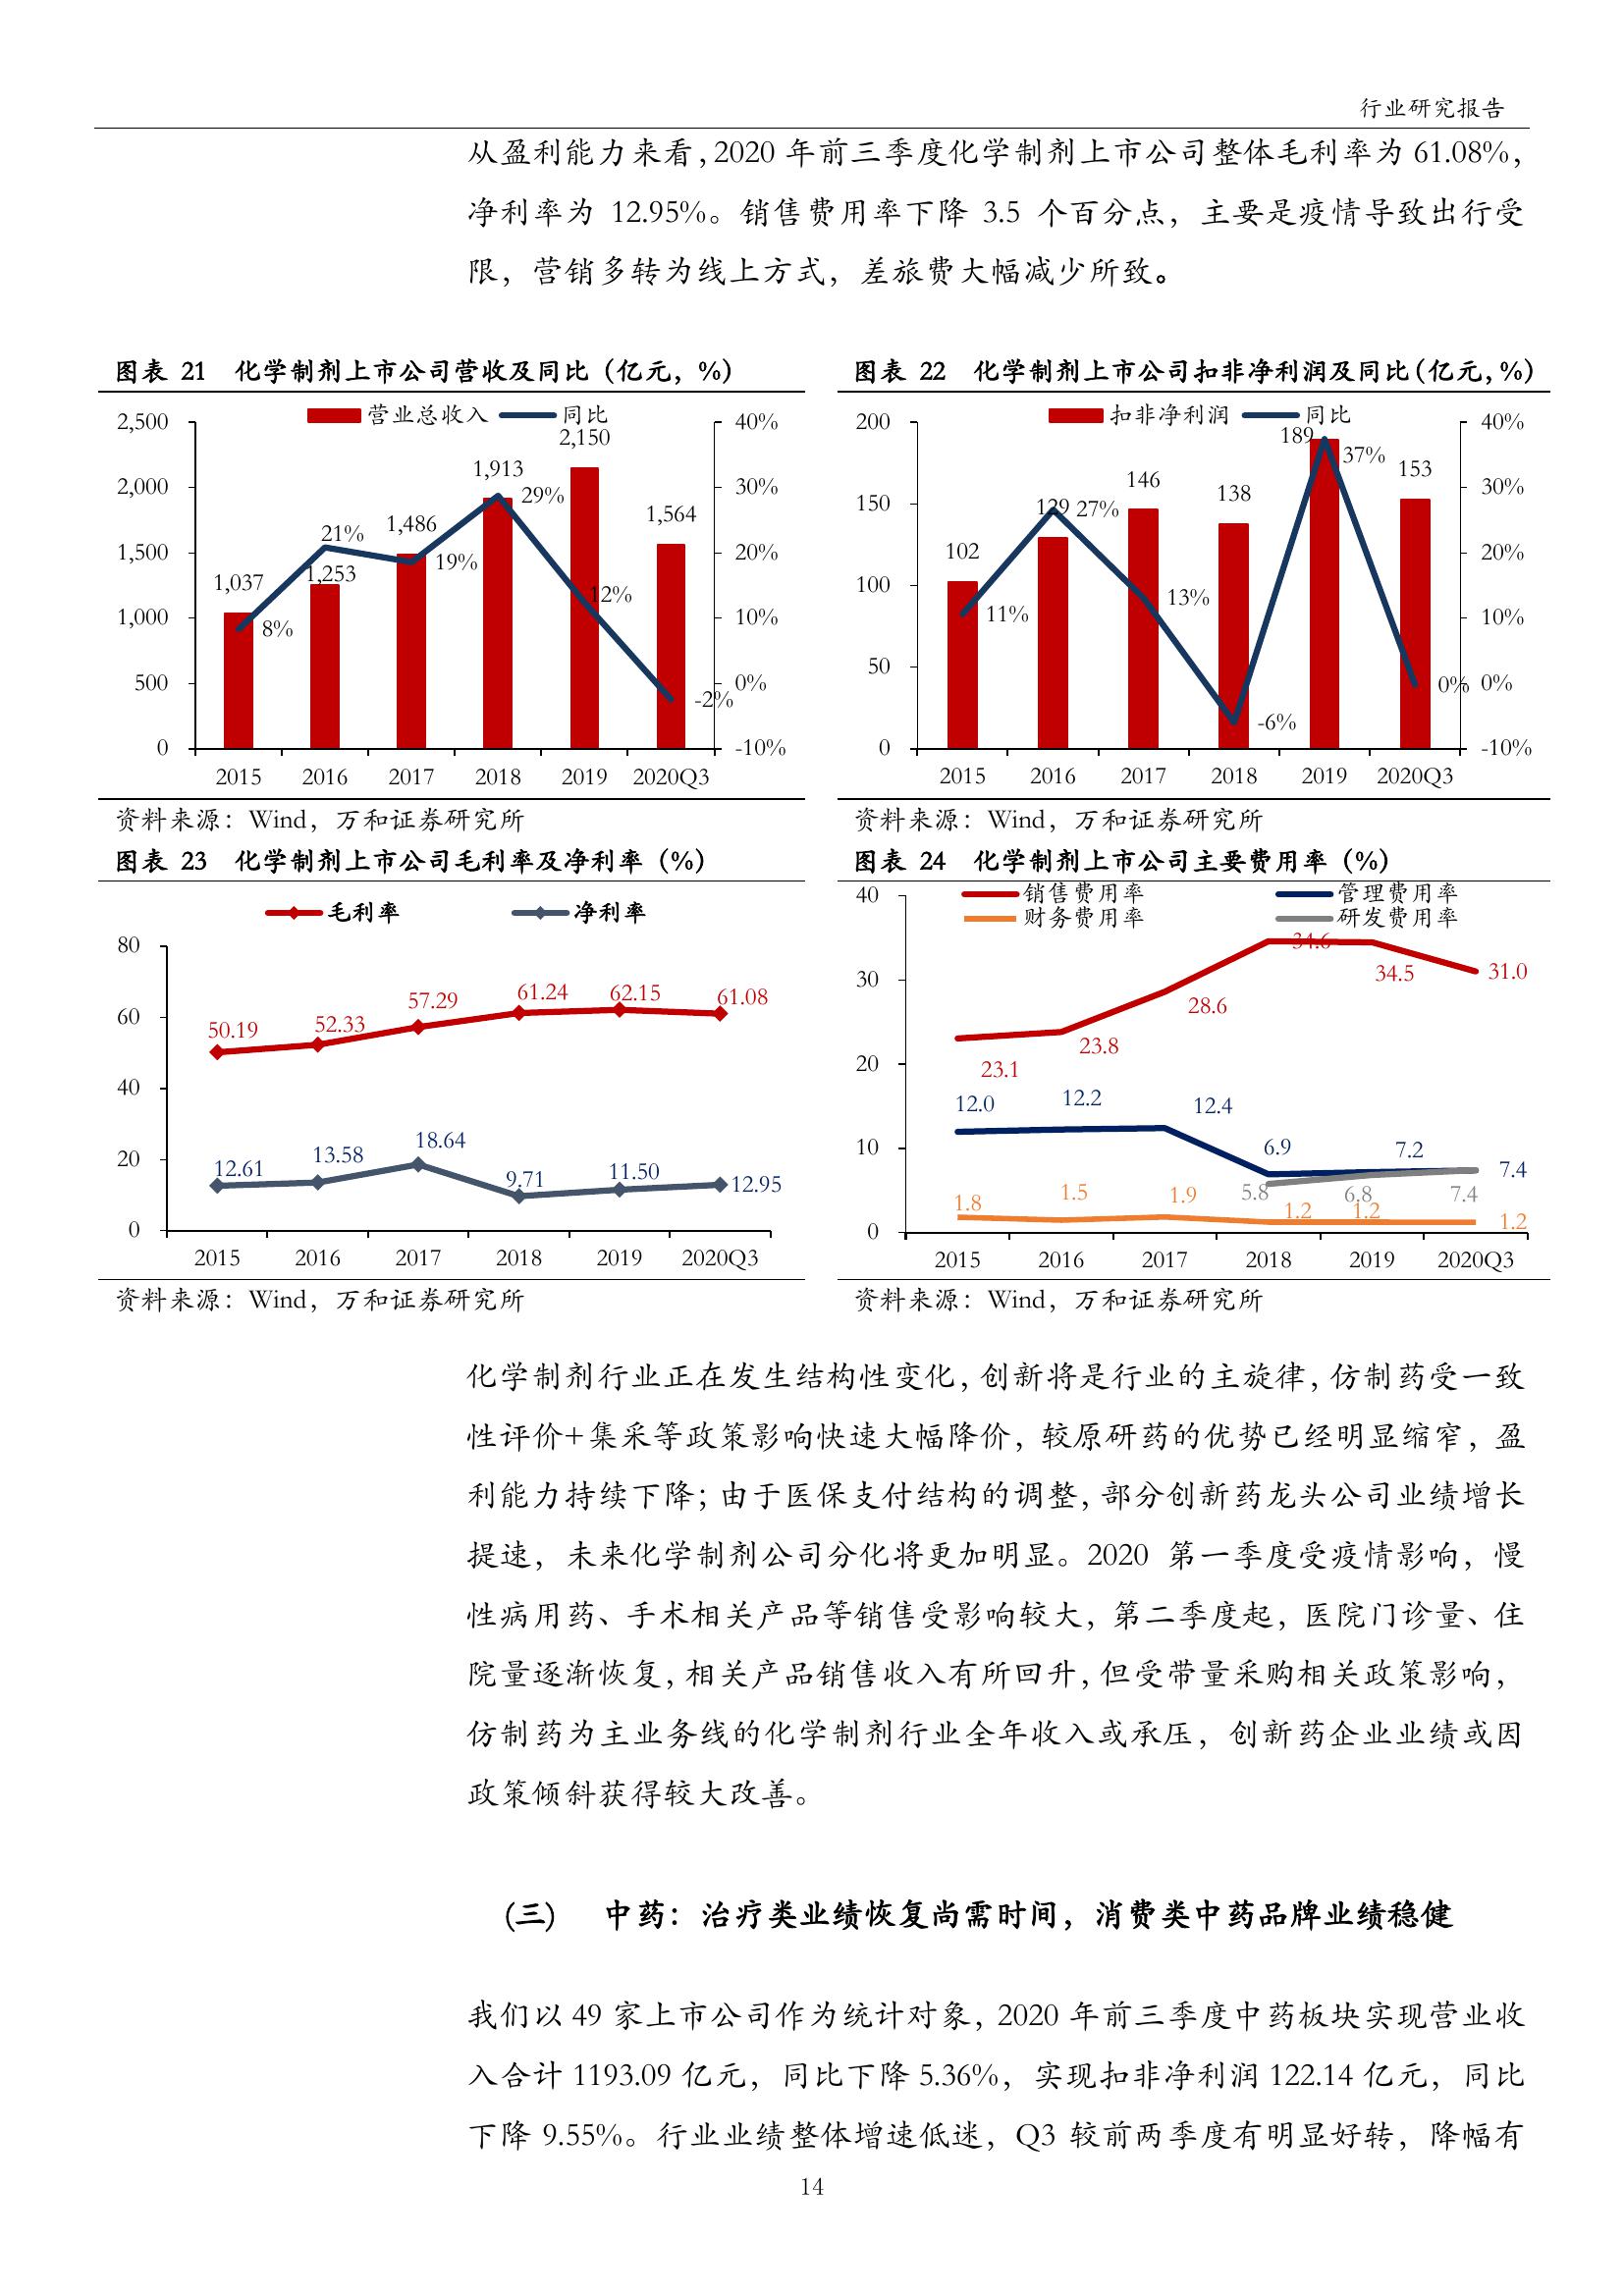 行业研究报告
从盈利能力来看，2020 年前三季度化学制剂上市公司整体毛利率为 61.08%，
净利率为 12.95%。销售费用率下降 3.5 个百分点，主要是疫情导致出行受
限，营销多转为线上方式，差旅费大幅减少所致。
图表 21 化学制剂上市公司营收及同比（亿元，%）
营业总收入 同比
2,500
2,000
1,500
1,000
500
0
40%
30%
20%
10%
0%
-10%
1,037
1,253
1,486
1,913
2,150
1,564
8%
21%
19%
29%
12%
-2%
2015 2016 2017 2018 2019 2020Q3
资料来源：Wind，万和证券研究所
图表 22 化学制剂上市公司扣非净利润及同比（亿元，%）
扣非净利润 同比
200
150
100
50
0
40%
30%
20%
10%
0%
-10%
102
129
146
138
189
153
11%
27%
13%
-6%
37%
0%
2015 2016 2017 2018 2019 2020Q3
资料来源：Wind，万和证券研究所
图表 23 化学制剂上市公司毛利率及净利率（%）
毛利率 净利率
80
60
40
20
0
50.19 52.33 57.29 61.24 62.15 61.08
12.61 13.58 18.64 9.71 11.50 12.95
2015 2016 2017 2018 2019 2020Q3
资料来源：Wind，万和证券研究所
图表 24 化学制剂上市公司主要费用率（%）
销售费用率 管理费用率
财务费用率 研发费用率
40
30
20
10
0
23.1 23.8 28.6 34.6 34.5 31.0
12.0 12.2 12.4 6.9 7.2 7.4
5.8 6.8 7.4
1.8 1.5 1.9 1.2 1.2 1.2
2015 2016 2017 2018 2019 2020Q3
资料来源：Wind，万和证券研究所
化学制剂行业正在发生结构性变化，创新将是行业的主旋律，仿制药受一致
性评价+集采等政策影响快速大幅降价，较原研药的优势已经明显缩窄，盈
利能力持续下降；由于医保支付结构的调整，部分创新药龙头公司业绩增长
提速，未来化学制剂公司分化将更加明显。2020 第一季度受疫情影响，慢
性病用药、手术相关产品等销售受影响较大，第二季度起，医院门诊量、住
院量逐渐恢复，相关产品销售收入有所回升，但受带量采购相关政策影响，
仿制药为主业务线的化学制剂行业全年收入或承压，创新药企业业绩或因
政策倾斜获得较大改善。
(三) 中药：治疗类业绩恢复尚需时间，消费类中药品牌业绩稳健
我们以 49 家上市公司作为统计对象，2020 年前三季度中药板块实现营业收
入合计 1193.09 亿元，同比下降 5.36%，实现扣非净利润 122.14 亿元，同比
下降 9.55%。行业业绩整体增速低迷，Q3 较前两季度有明显好转，降幅有
14